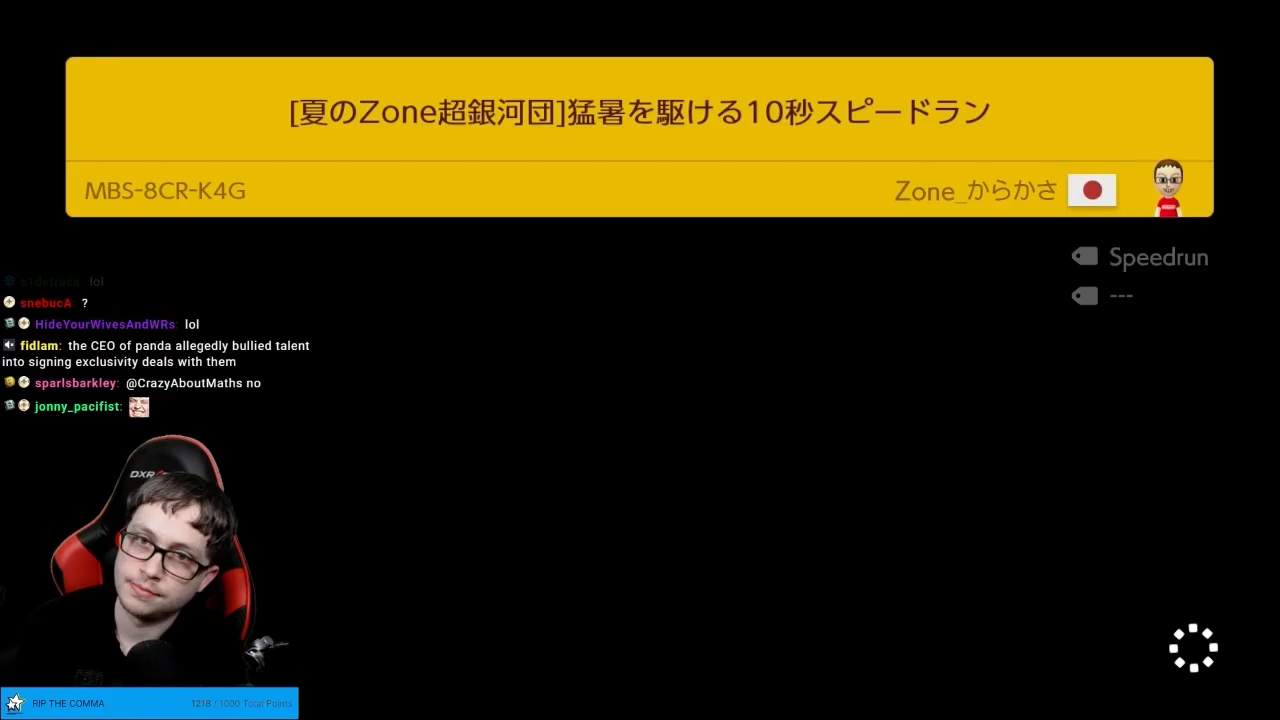 [夏のZone超銀河団]猛暑を駆ける10秒スピードラン
MBS-8CR-K4G
Zone_からかさ
Speedrun
---
s1detrack: lol
snebucA: ?
HideYourWivesAndWRs: lol
fidlam: the CEO of panda allegedly bullied talent
into signing exclusivity deals with them
sparlsbarkley: @CrazyAboutMaths no
jonny_pacifist:
RIP THE COMMA
1218 / 1000 Total Points